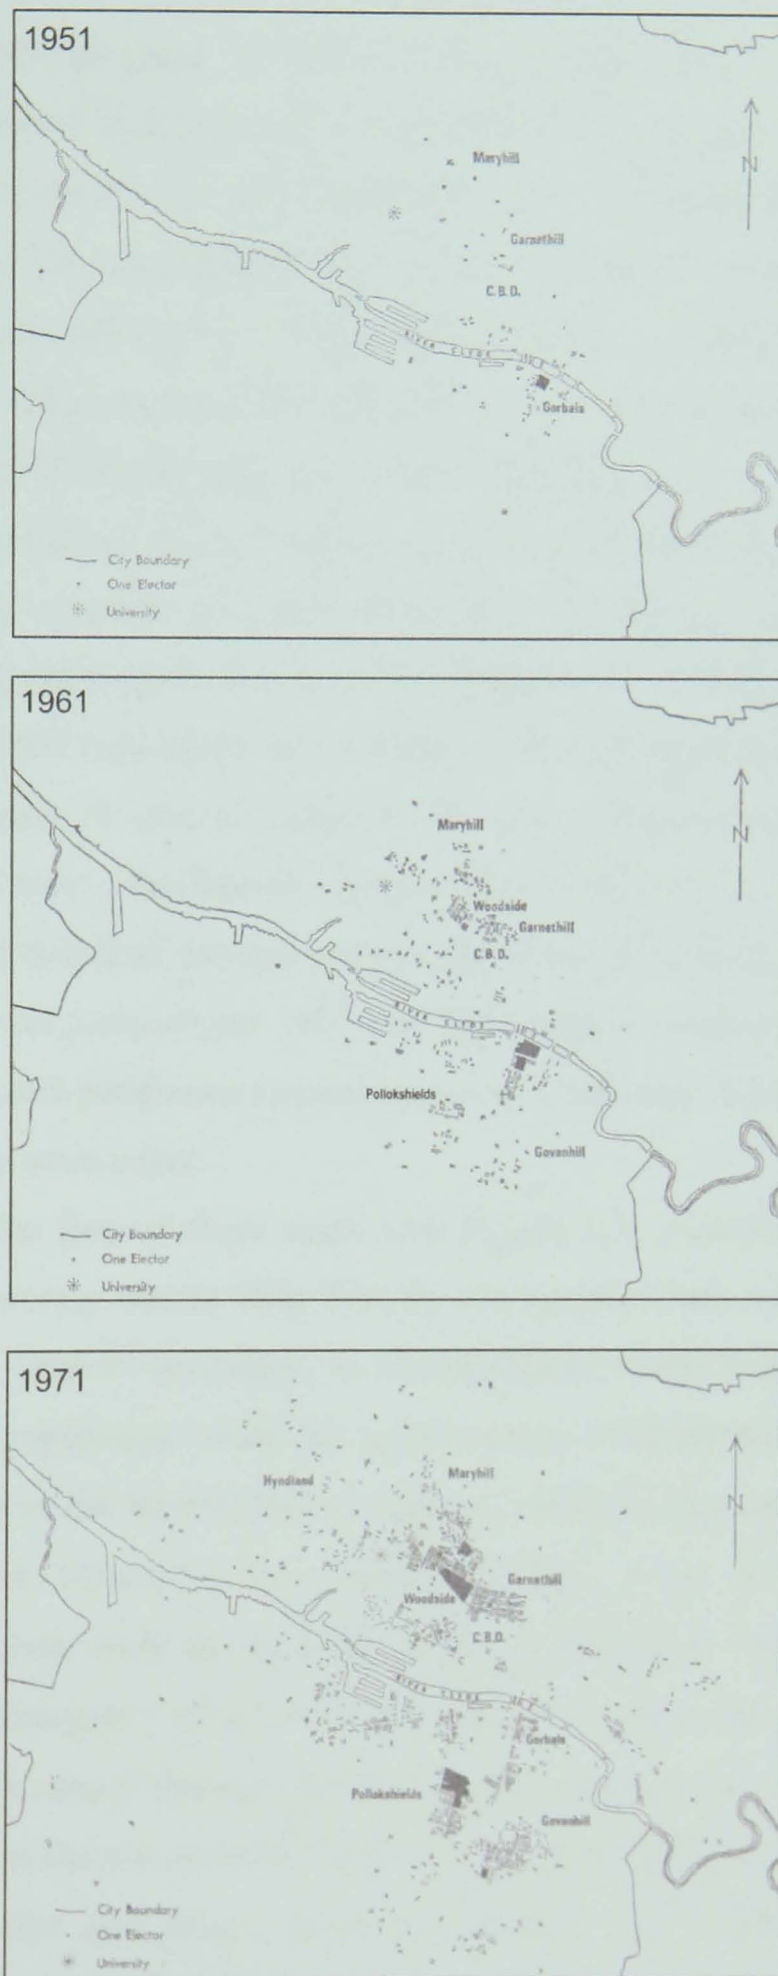 1951
Maryhill
N
Garnethill
C.B.D.
RIVER CLYDE
Gorbals
City Boundary
One Elector
University
1961
Maryhill
N
Woodside
Garnethill
C.B.D.
RIVER CLYDE
Pollokshields
Govanhill
City Boundary
One Elector
University
1971
Hyndland
Maryhill
N
Garnethill
Woodside
C.B.D.
RIVER CLYDE
Gorbals
Pollokshields
Govanhill
City Boundary
One Elector
University